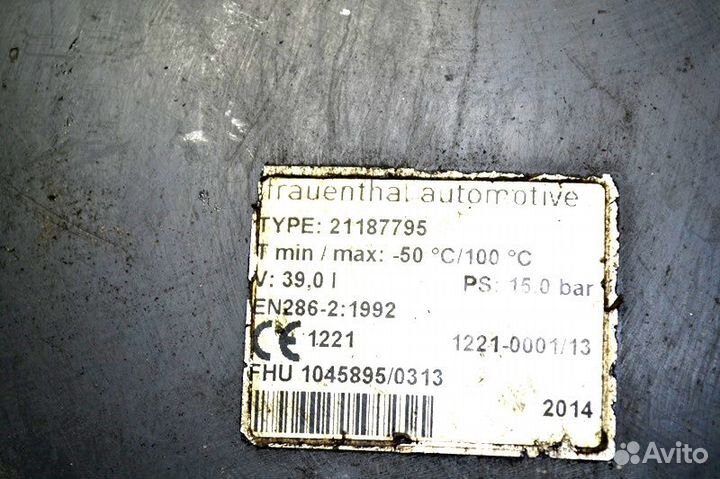 frauenthal automotive
TYPE: 21187795
T min / max: -50 °C/100 °C
V: 39,0 l PS: 15.0 bar
EN286-2:1992
CE 1221 1221-0001/13
FHU 1045895/0313
2014
Avito